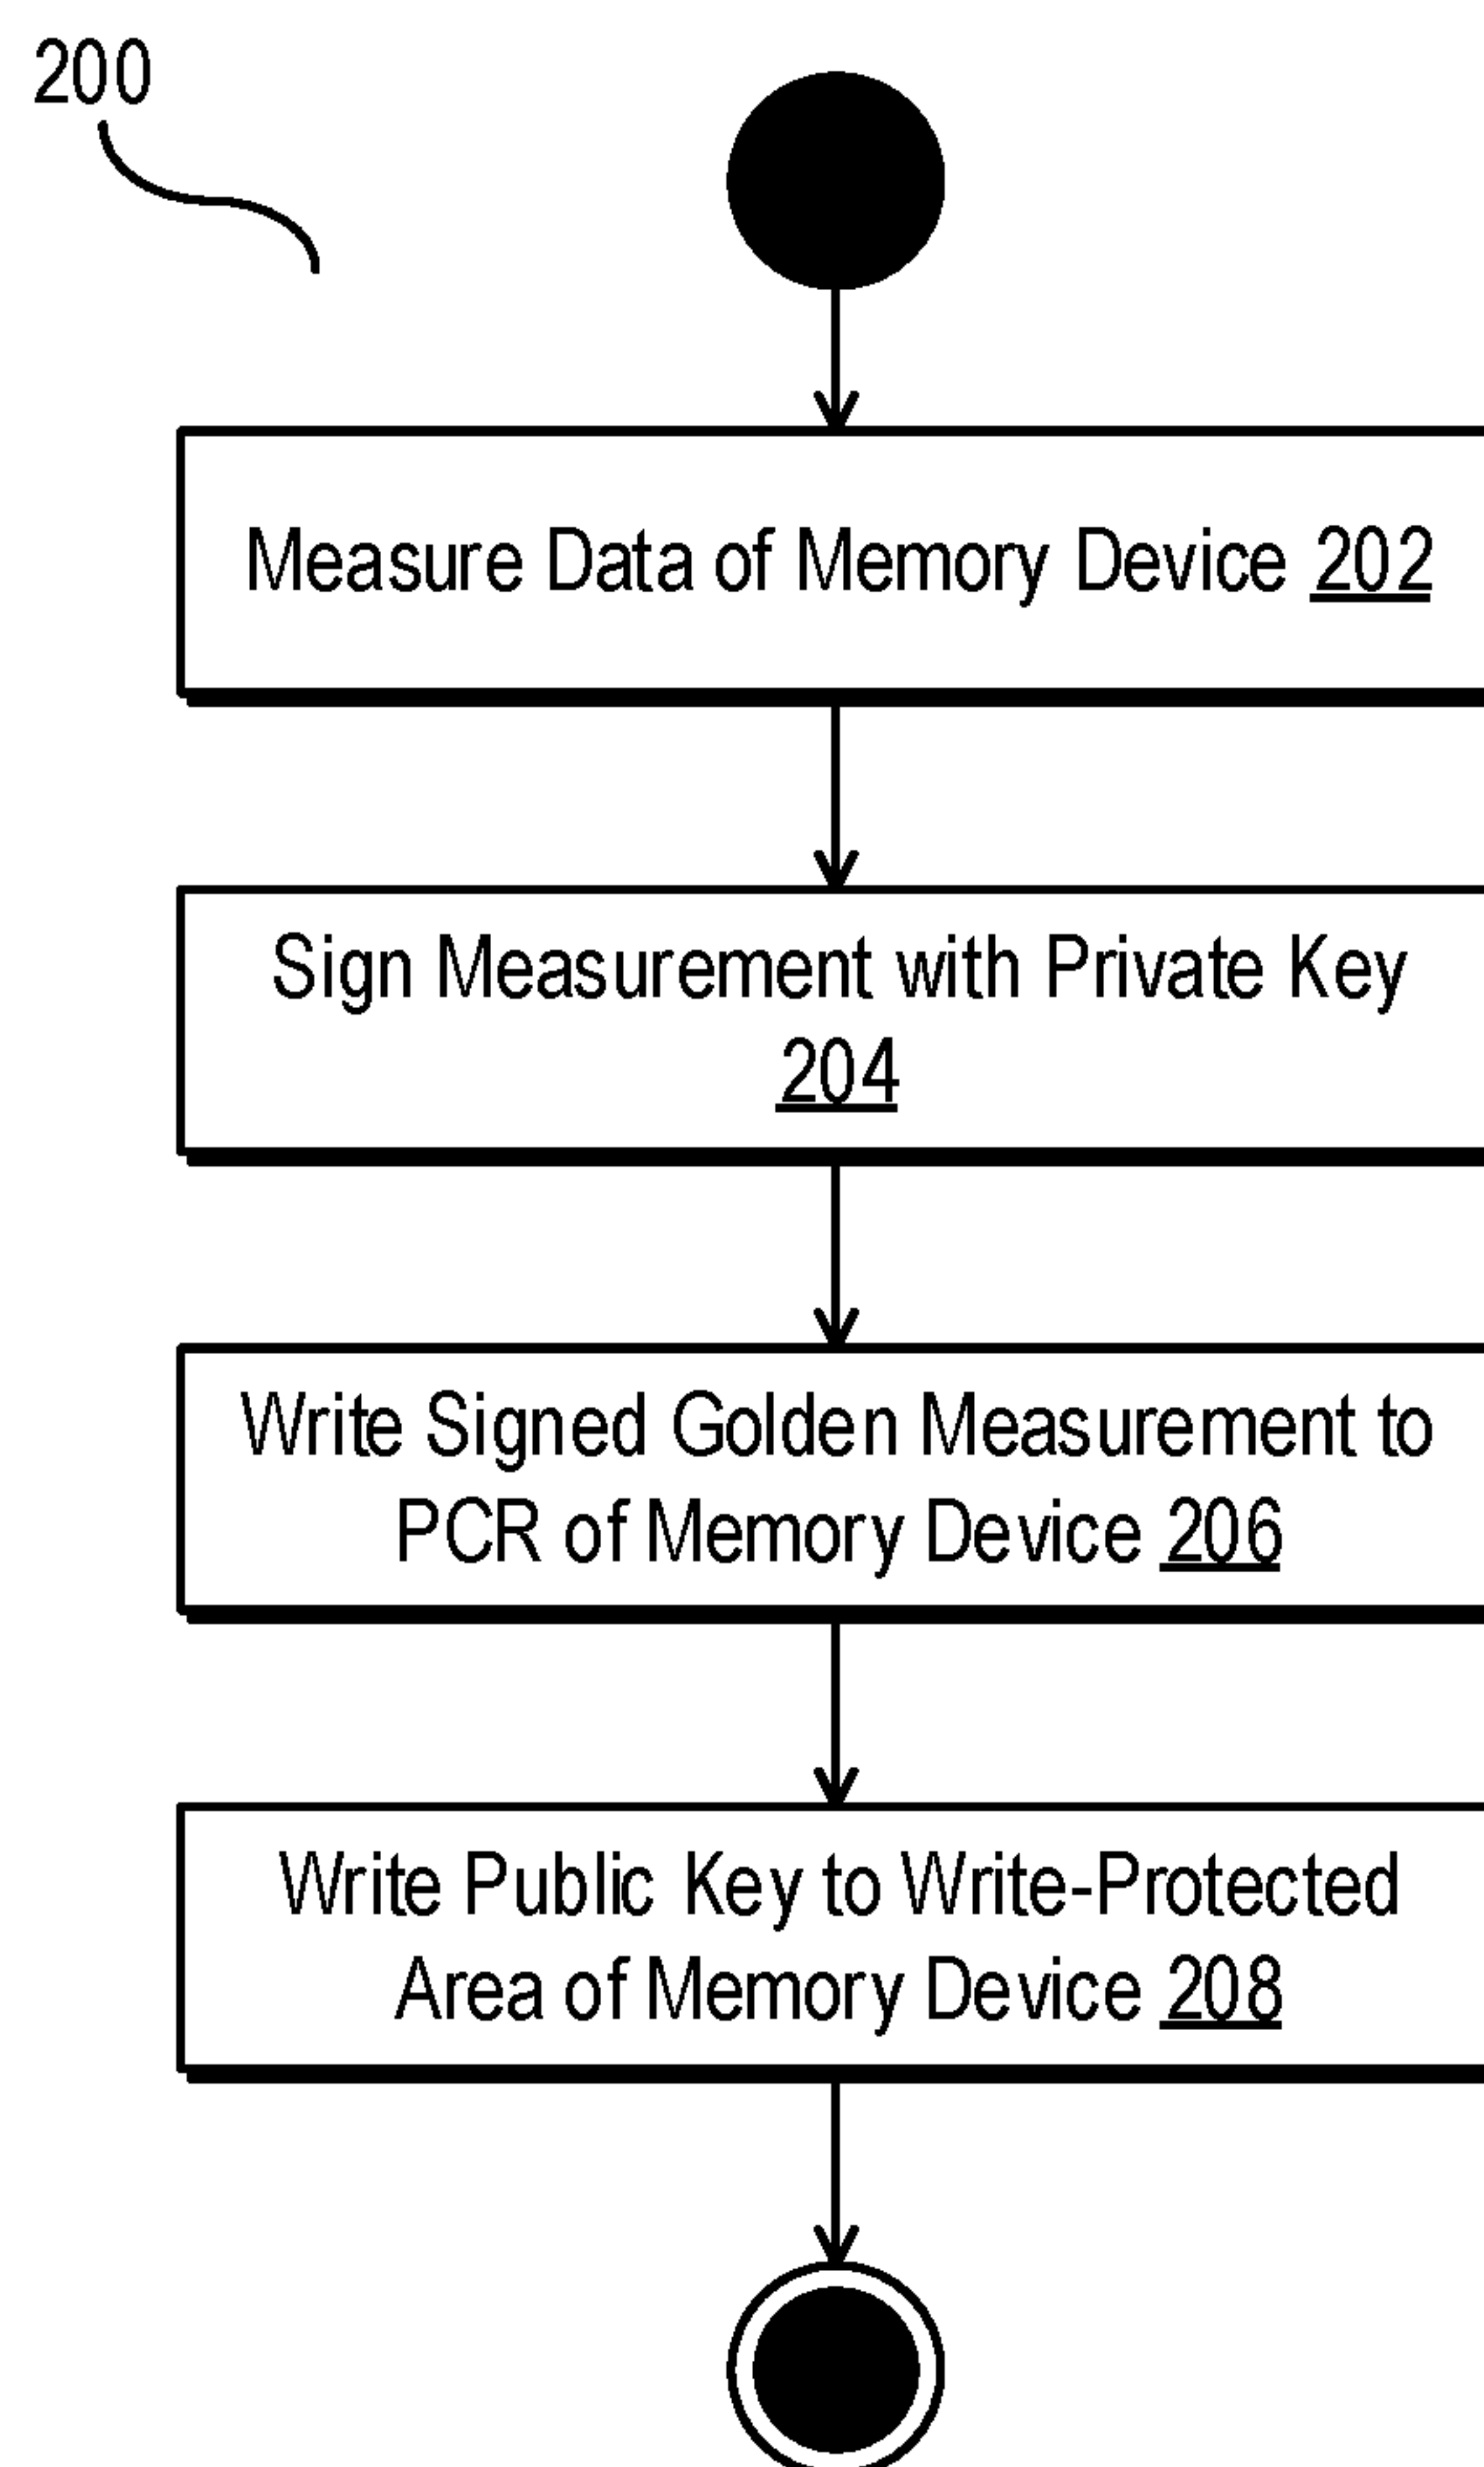 200
Measure Data of Memory Device 202
Sign Measurement with Private Key
204
Write Signed Golden Measurement to
PCR of Memory Device 206
Write Public Key to Write-Protected
Area of Memory Device 208